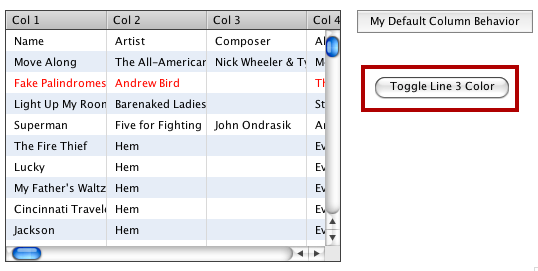 Col 1 Col 2 Col 3 Col 4 My Default Column Behavior
Name Artist Composer Al
Move Along The All-American Nick Wheeler & Ty M
Toggle Line 3 Color
Fake Palindromes Andrew Bird Th
Light Up My Room Barenaked Ladies St
Superman Five for Fighting John Ondrasik Ar
The Fire Thief Hem Ev
Lucky Hem Ev
My Father's Waltz Hem Ev
Cincinnati Travele Hem Ev
Jackson Hem Ev